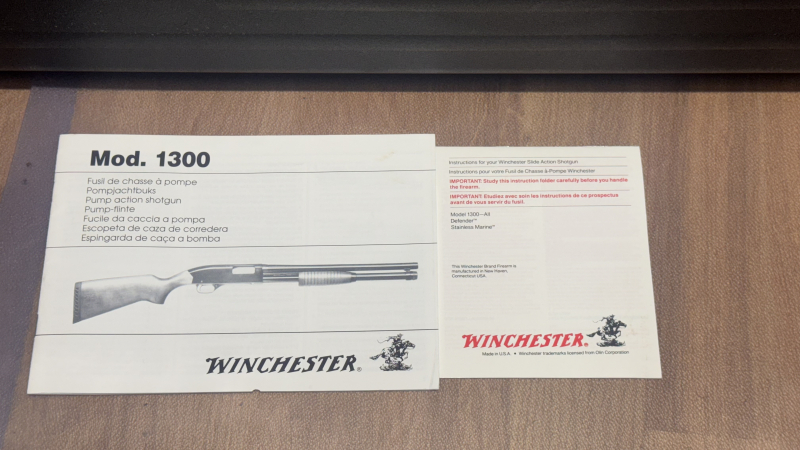 Mod. 1300
Fusil de chasse à pompe
Pompjachtbuks
Pump action shotgun
Pump-flinte
Fucile da caccia a pompa
Escopeta de caza de corredera
Espingarda de caça a bomba
WINCHESTER®
Instructions for your Winchester Slide Action Shotgun
Instructions pour votre Fusil de Chasse à-Pompe Winchester
IMPORTANT: Study this instruction folder carefully before you handle
the firearm.
IMPORTANT: Etudiez avec soin les instructions de ce prospectus
avant de vous servir du fusil.
Model 1300—All
Defender™
Stainless Marine™
This Winchester Brand Firearm is
manufactured in New Haven
Connecticut USA.
WINCHESTER®
Made in U.S.A. • Winchester trademarks licensed from Olin Corporation